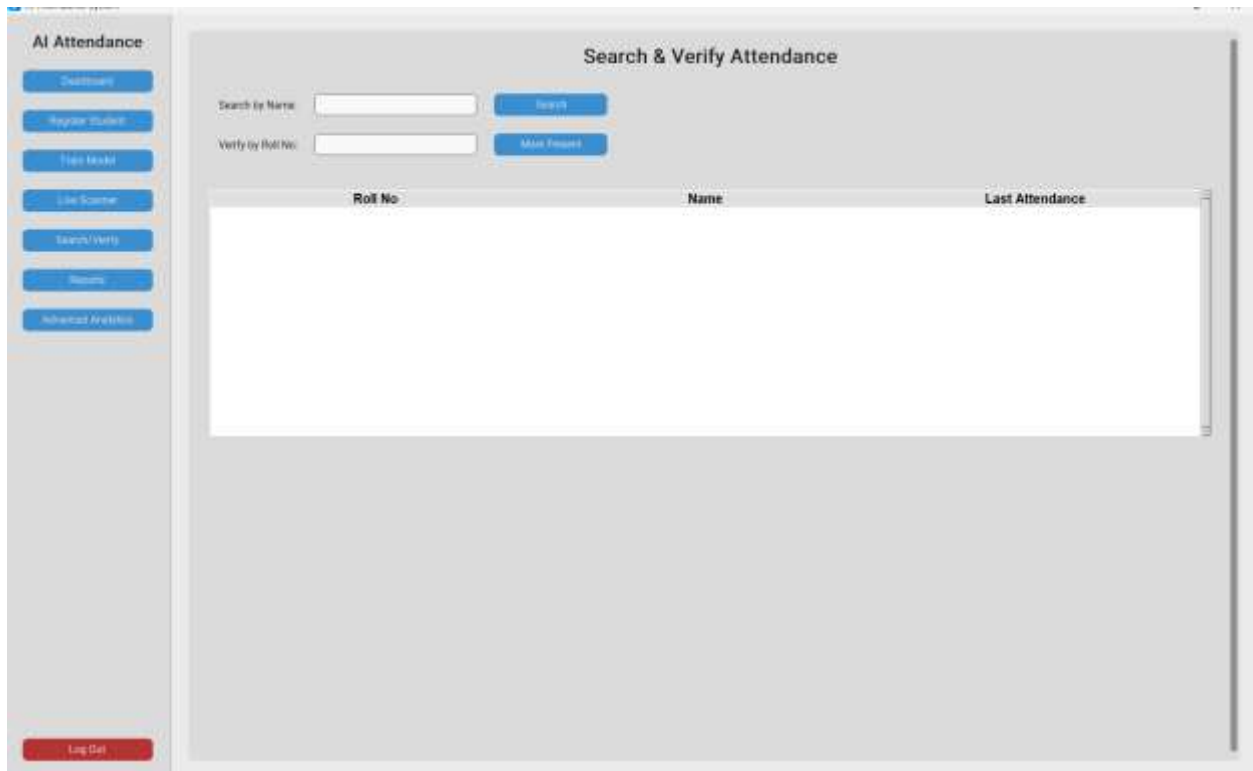 AI Attendance
Dashboard
Register Student
Train Model
Live Scanner
Search/Verify
Reports
Advanced Analytics
Log Out
Search & Verify Attendance
Search by Name:
Search
Verify by Roll No:
Mark Present
Roll No Name Last Attendance